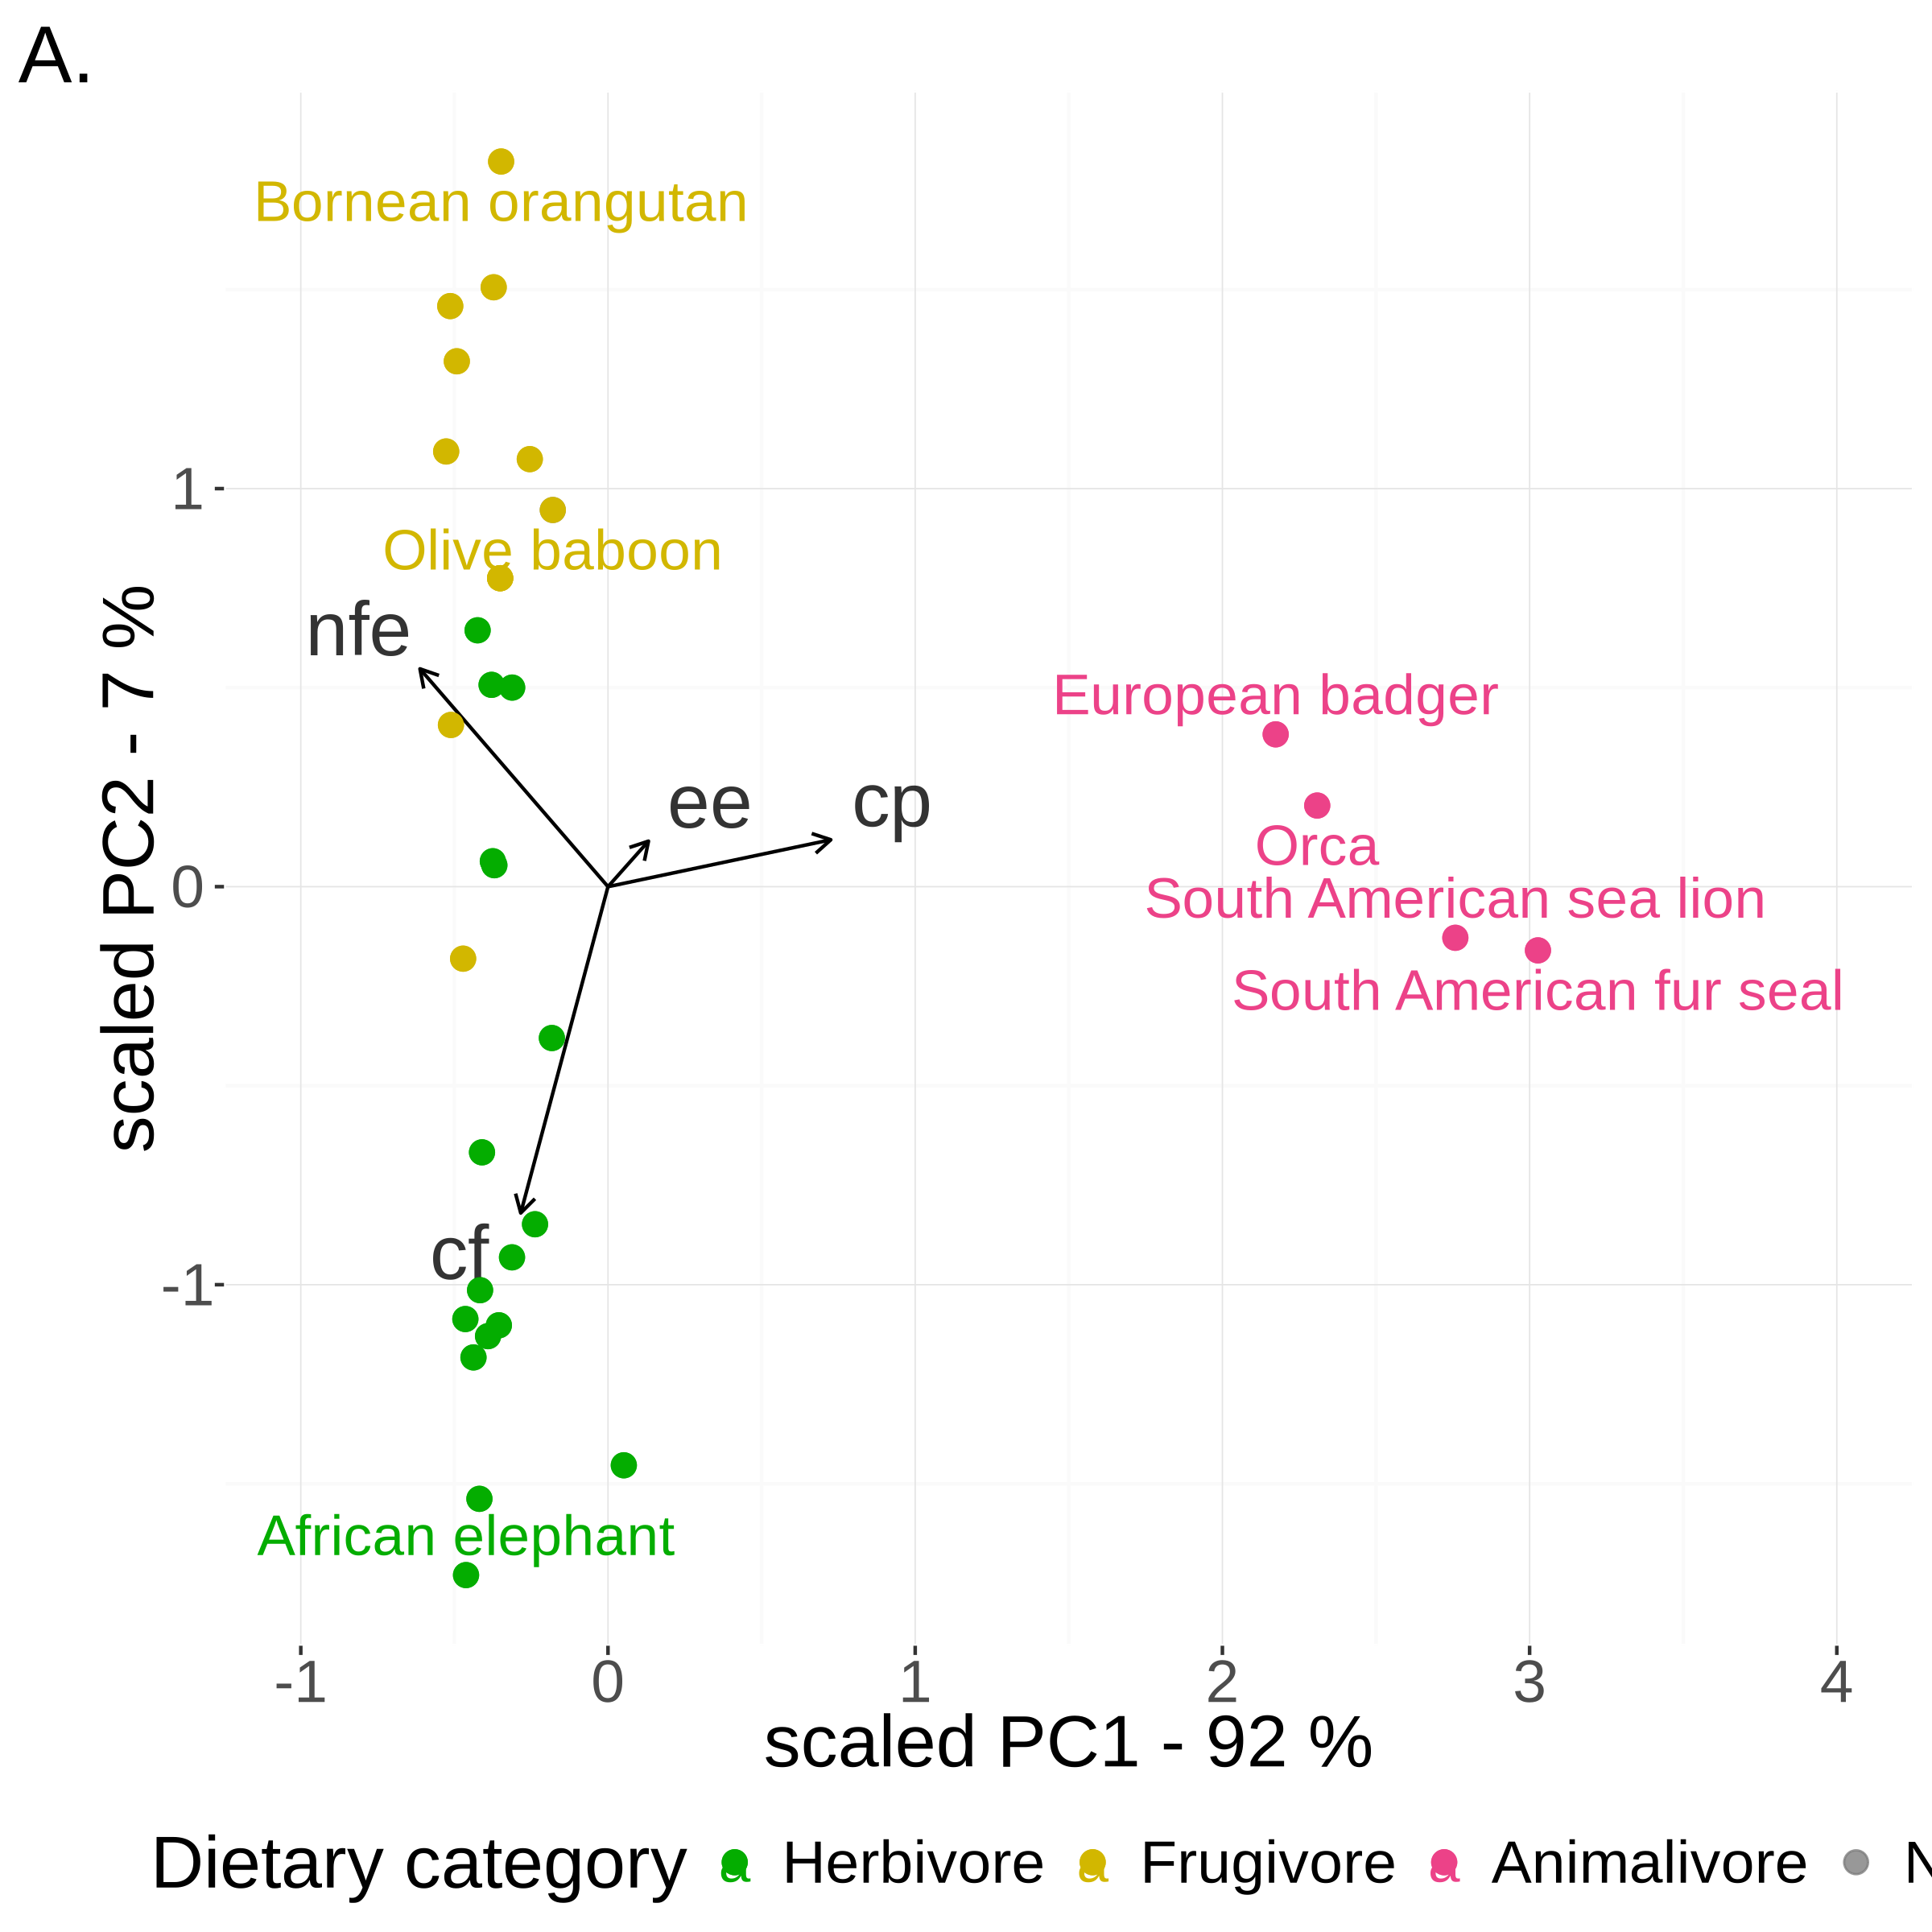 A.
Bornean orangutan
1
Olive baboon
nfe
European badger
ee
cp
Orca
scaled PC2 - 7 %
0
South American sea lion
South American fur seal
cf
-1
African elephant
-1 0 1 2 3 4
scaled PC1 - 92 %
Dietary category a Herbivore a Frugivore a Animalivore